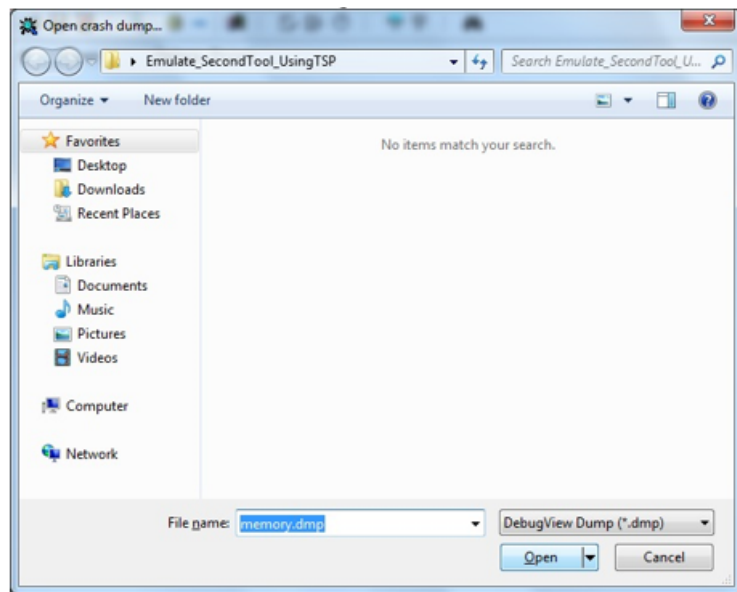 Open crash dump...
Emulate_SecondTool_UsingTSP
Search Emulate_SecondTool_U...
Organize
New folder
Favorites
No items match your search.
Desktop
Downloads
Recent Places
Libraries
Documents
Music
Pictures
Videos
Computer
Network
File name: memory.dmp
DebugView Dump (*.dmp)
Open
Cancel